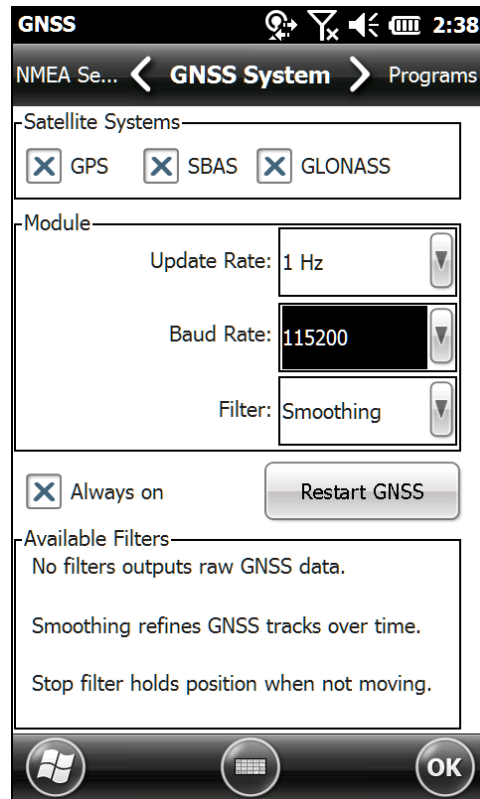 GNSS 2:38
NMEA Se... GNSS System Programs
Satellite Systems
GPS SBAS GLONASS
Module
Update Rate: 1 Hz
Baud Rate: 115200
Filter: Smoothing
Always on Restart GNSS
Available Filters
No filters outputs raw GNSS data.
Smoothing refines GNSS tracks over time.
Stop filter holds position when not moving.
OK